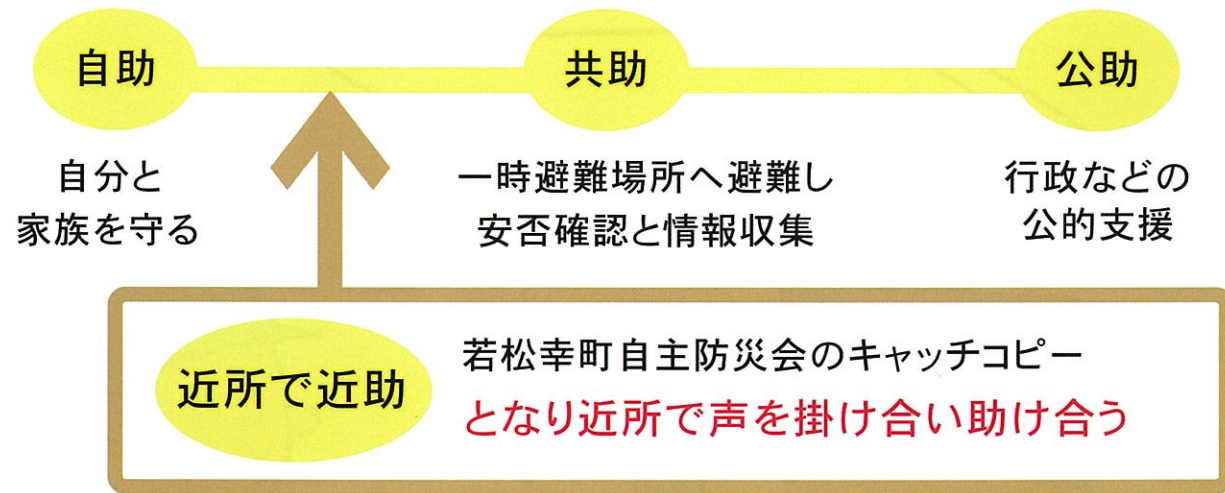 自助
共助
公助
自分と
家族を守る
一時避難場所へ避難し
安否確認と情報収集
行政などの
公的支援
近所で近助
若松幸町自主防災会のキャッチコピー
となり近所で声を掛け合い助け合う